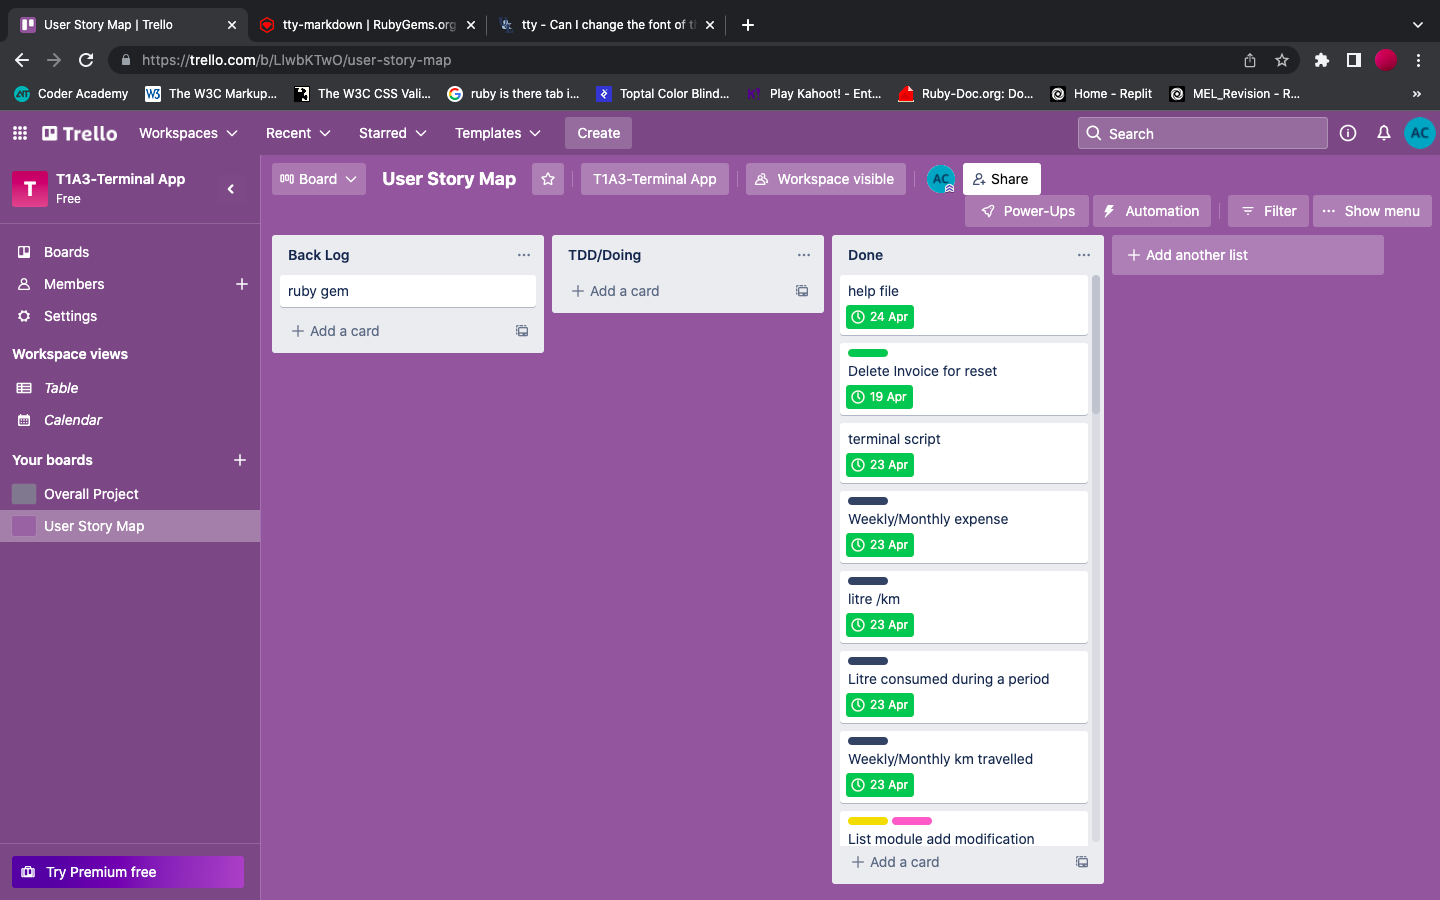 User Story Map | Trello
tty-markdown | RubyGems.org
tty - Can I change the font of t
https://trello.com/b/LlwbKTwO/user-story-map
Coder Academy
The W3C Markup...
The W3C CSS Vali...
ruby is there tab i...
Toptal Color Blind...
Play Kahoot! - Ent...
Ruby-Doc.org: Do...
Home - Replit
MEL_Revision - R...
Trello
Workspaces
Recent
Starred
Templates
Create
Search
AC
T
T1A3-Terminal App
Free
Board
User Story Map
T1A3-Terminal App
Workspace visible
AC
Share
Power-Ups
Automation
Filter
Show menu
Boards
Members
Settings
Workspace views
Table
Calendar
Your boards
Overall Project
User Story Map
Try Premium free
Back Log
ruby gem
Add a card
TDD/Doing
Add a card
Done
help file
24 Apr
Delete Invoice for reset
19 Apr
terminal script
23 Apr
Weekly/Monthly expense
23 Apr
litre /km
23 Apr
Litre consumed during a period
23 Apr
Weekly/Monthly km travelled
23 Apr
List module add modification
Add a card
Add another list